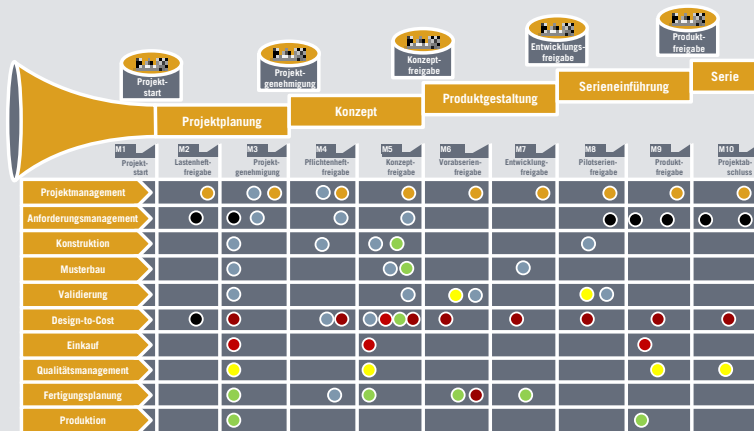 Projekt-
start
Projekt-
genehmigung
Konzept-
freigabe
Entwicklungs-
freigabe
Produkt-
freigabe
Projektplanung
Konzept
Produktgestaltung
Serieneinführung
Serie
M1
Projekt-
start
M2
Lastenheft-
freigabe
M3
Projekt-
genehmigung
M4
Pflichtenheft-
freigabe
M5
Konzept-
freigabe
M6
Vorabserien-
freigabe
M7
Entwicklung-
freigabe
M8
Pilotserien-
freigabe
M9
Produkt-
freigabe
M10
Projektab-
schluss
Projektmanagement
Anforderungsmanagement
Konstruktion
Musterbau
Validierung
Design-to-Cost
Einkauf
Qualitätsmanagement
Fertigungsplanung
Produktion